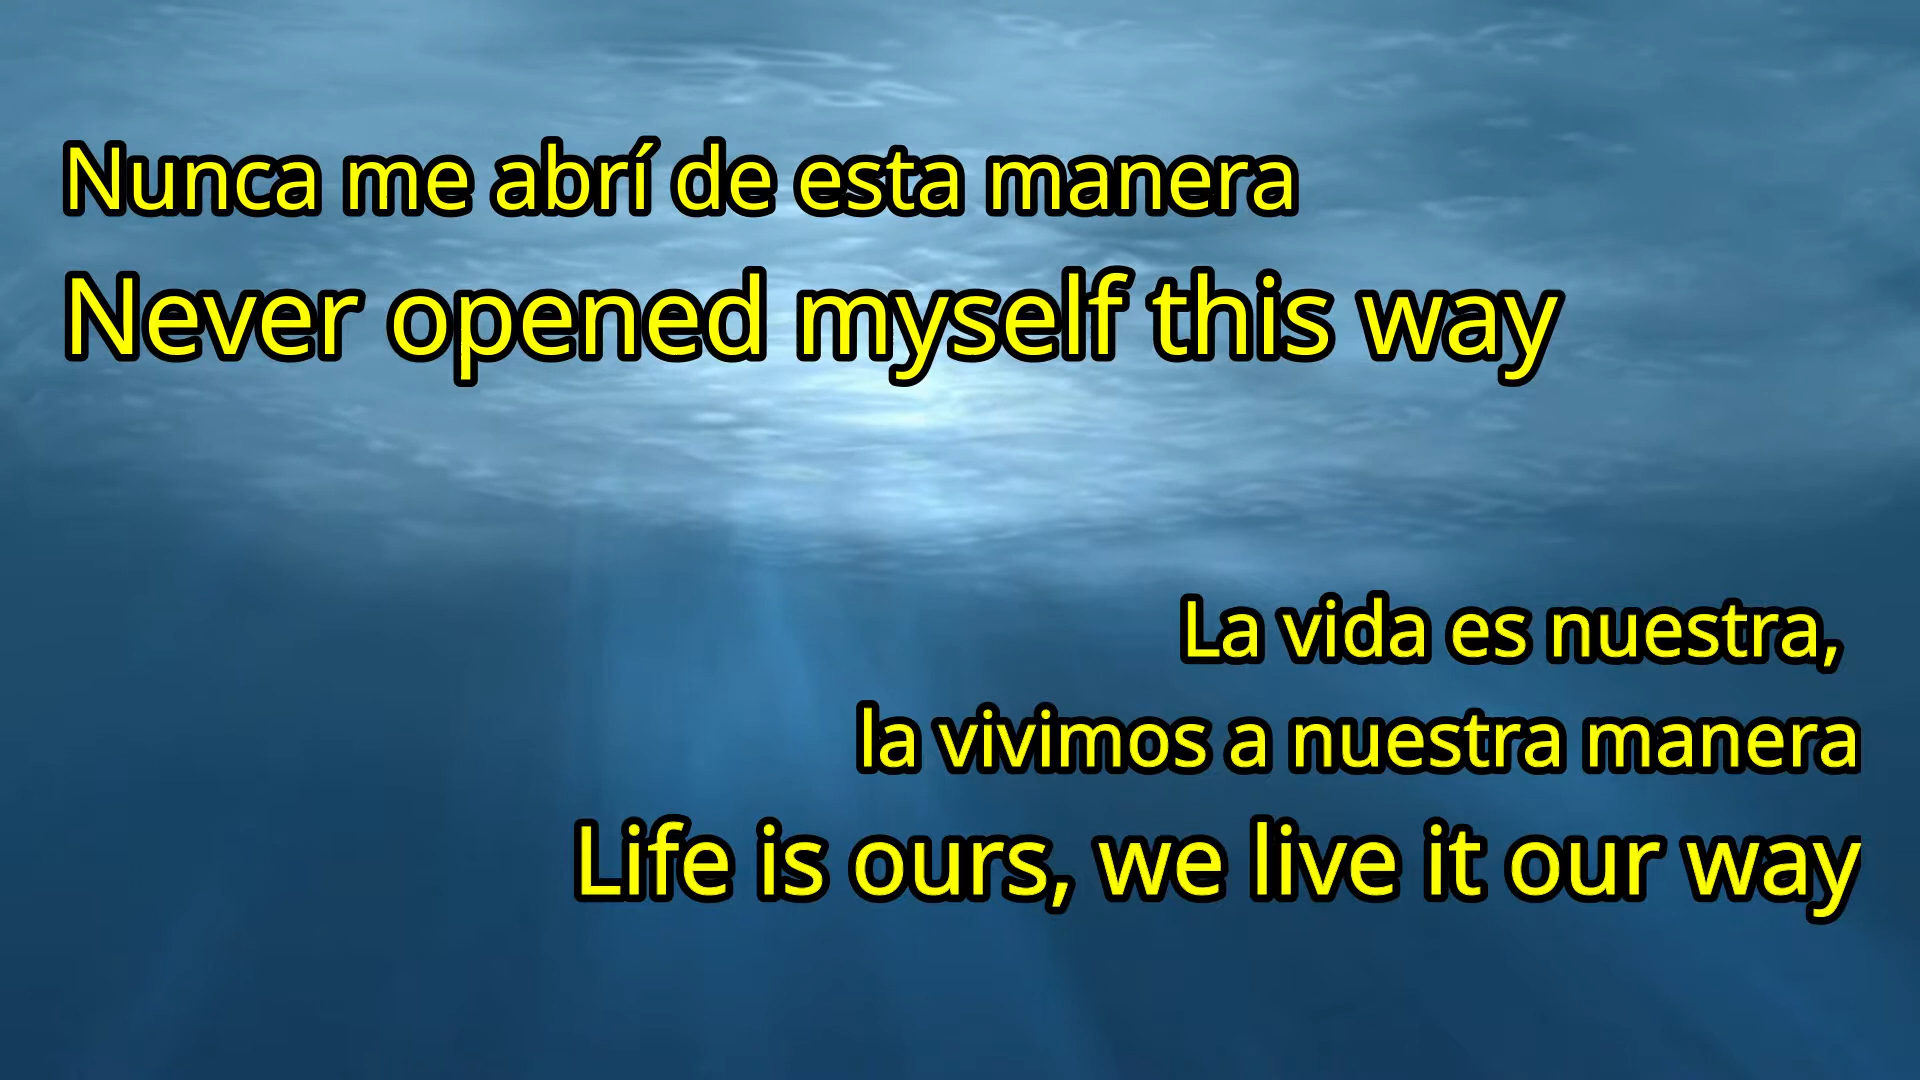 Nunca me abrí de esta manera
Never opened myself this way
La vida es nuestra,
la vivimos a nuestra manera
Life is ours, we live it our way